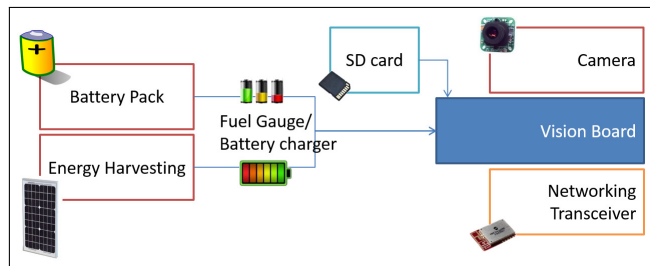 SD card
Camera
Battery Pack
Fuel Gauge/
Battery charger
Vision Board
Energy Harvesting
Networking
Transceiver